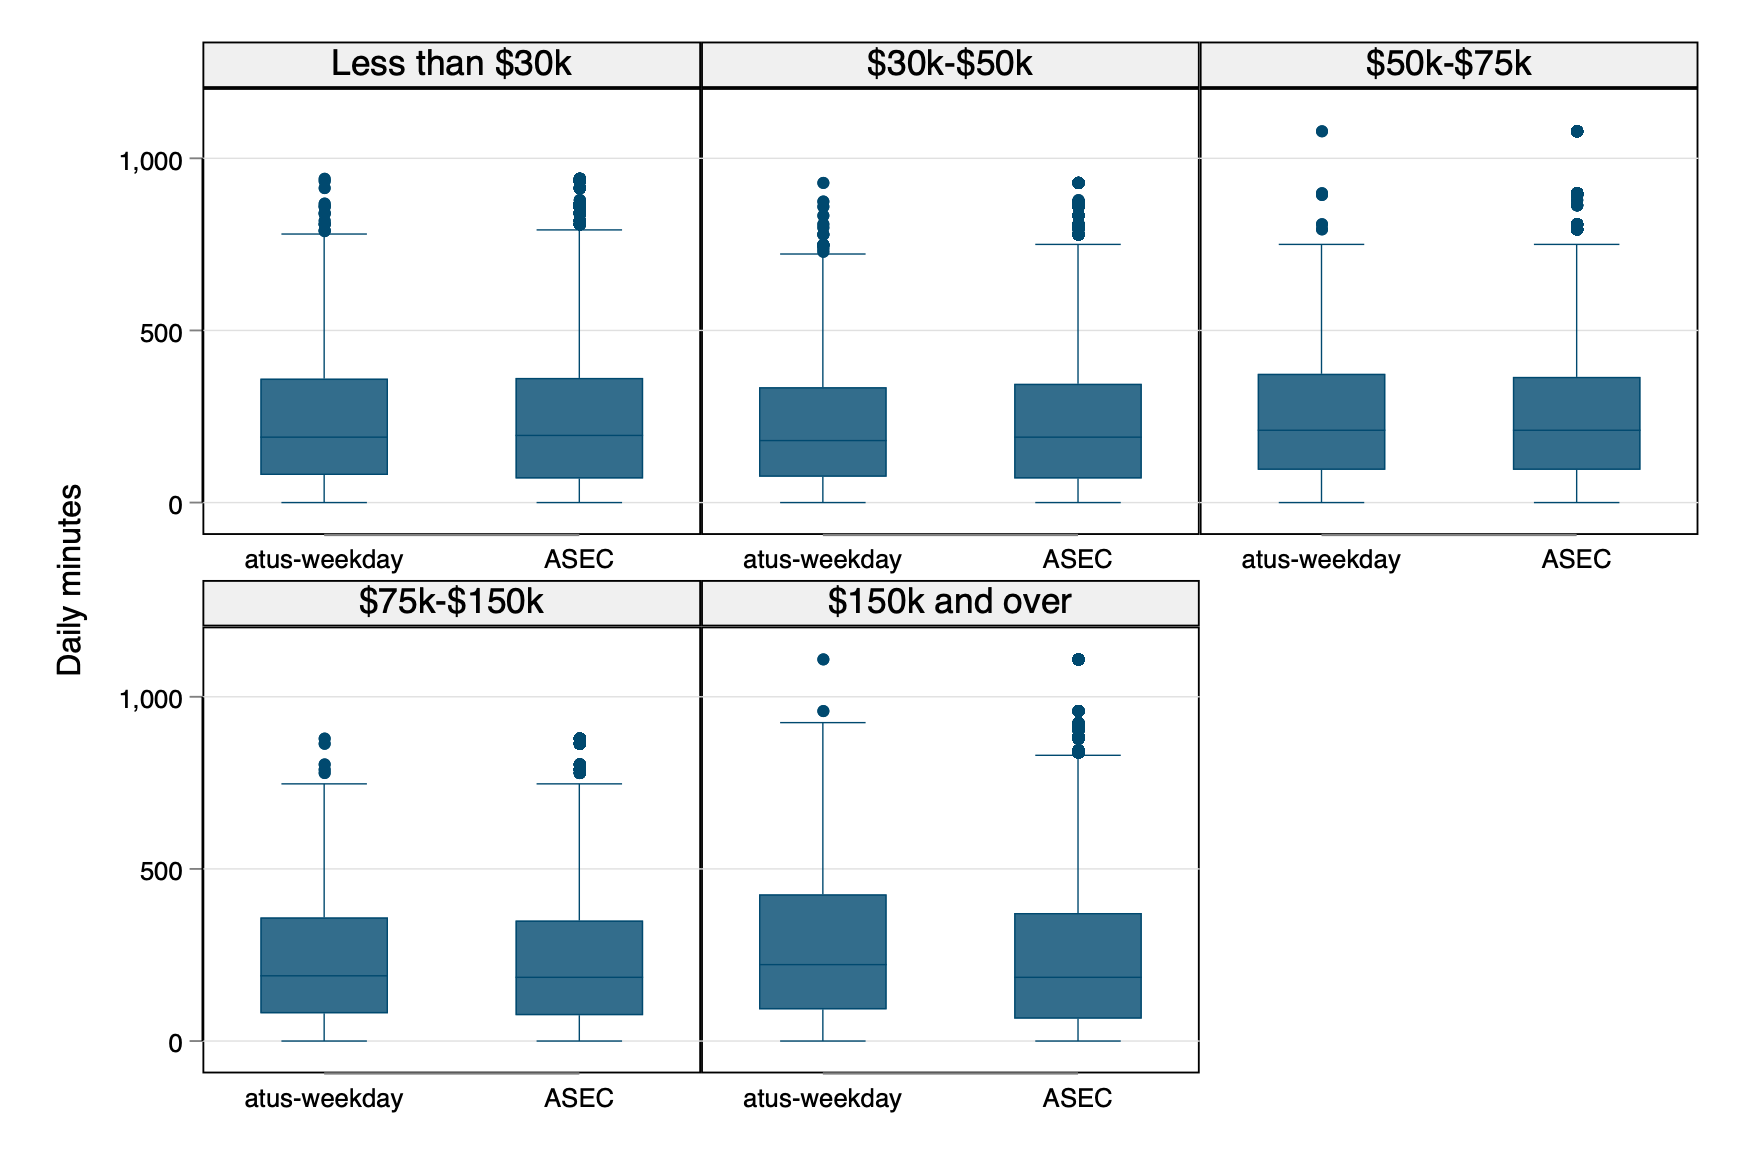 Less than $30k
$30k-$50k
$50k-$75k
1,000
500
0
atus-weekday
ASEC
atus-weekday
ASEC
atus-weekday
ASEC
Daily minutes
$75k-$150k
$150k and over
1,000
500
0
atus-weekday
ASEC
atus-weekday
ASEC